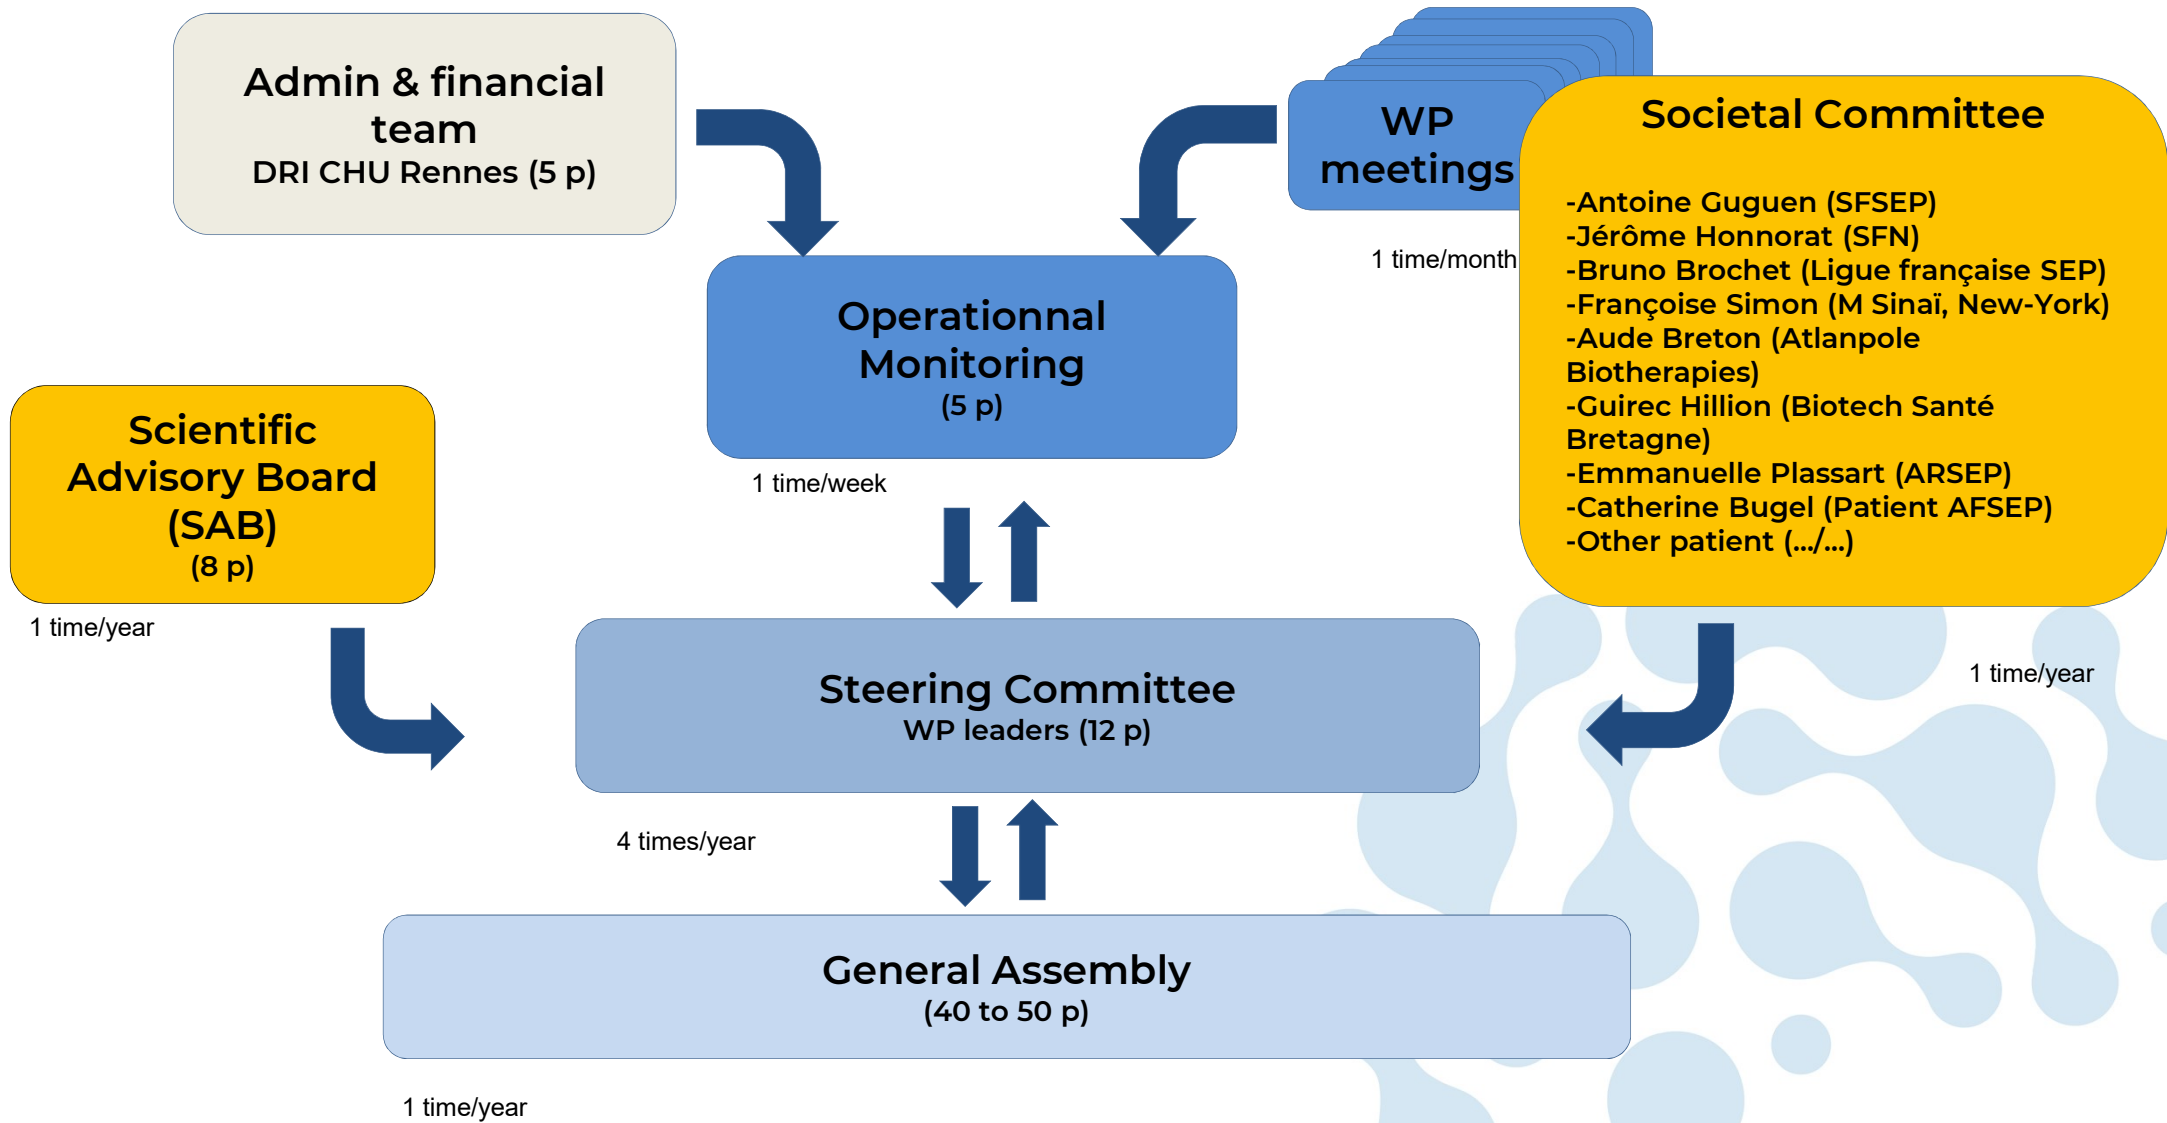 Admin & financial
team
DRI CHU Rennes (5 p)
WP
meetings
1 time/month
Societal Committee
-Antoine Guguen (SFSEP)
-Jérôme Honnorat (SFN)
-Bruno Brochet (Ligue française SEP)
-Françoise Simon (M Sinaï, New-York)
-Aude Breton (Atlanpole
Biotherapies)
-Guirec Hillion (Biotech Santé
Bretagne)
-Emmanuelle Plassart (ARSEP)
-Catherine Bugel (Patient AFSEP)
-Other patient (.../...)
1 time/year
Operationnal
Monitoring
(5 p)
1 time/week
Scientific
Advisory Board
(SAB)
(8 p)
1 time/year
Steering Committee
WP leaders (12 p)
4 times/year
General Assembly
(40 to 50 p)
1 time/year